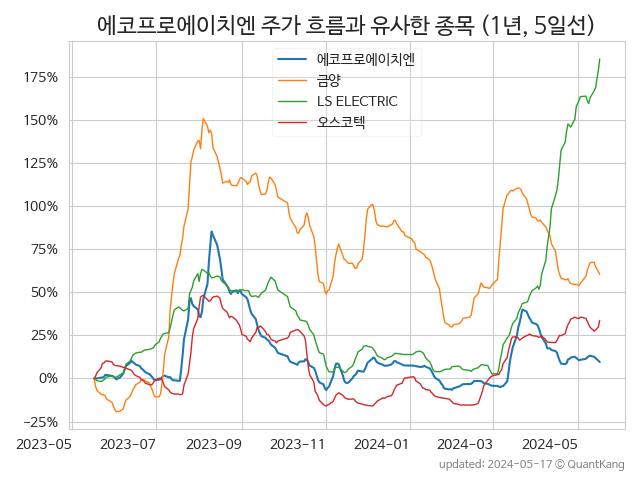 에코프로에이치엔 주가 흐름과 유사한 종목 (1년, 5일선)
에코프로에이치엔
금양
LS ELECTRIC
오스코텍
175%
150%
125%
100%
75%
50%
25%
0%
−25%
2023-05 2023-07 2023-09 2023-11 2024-01 2024-03 2024-05
updated: 2024-05-17 © QuantKang